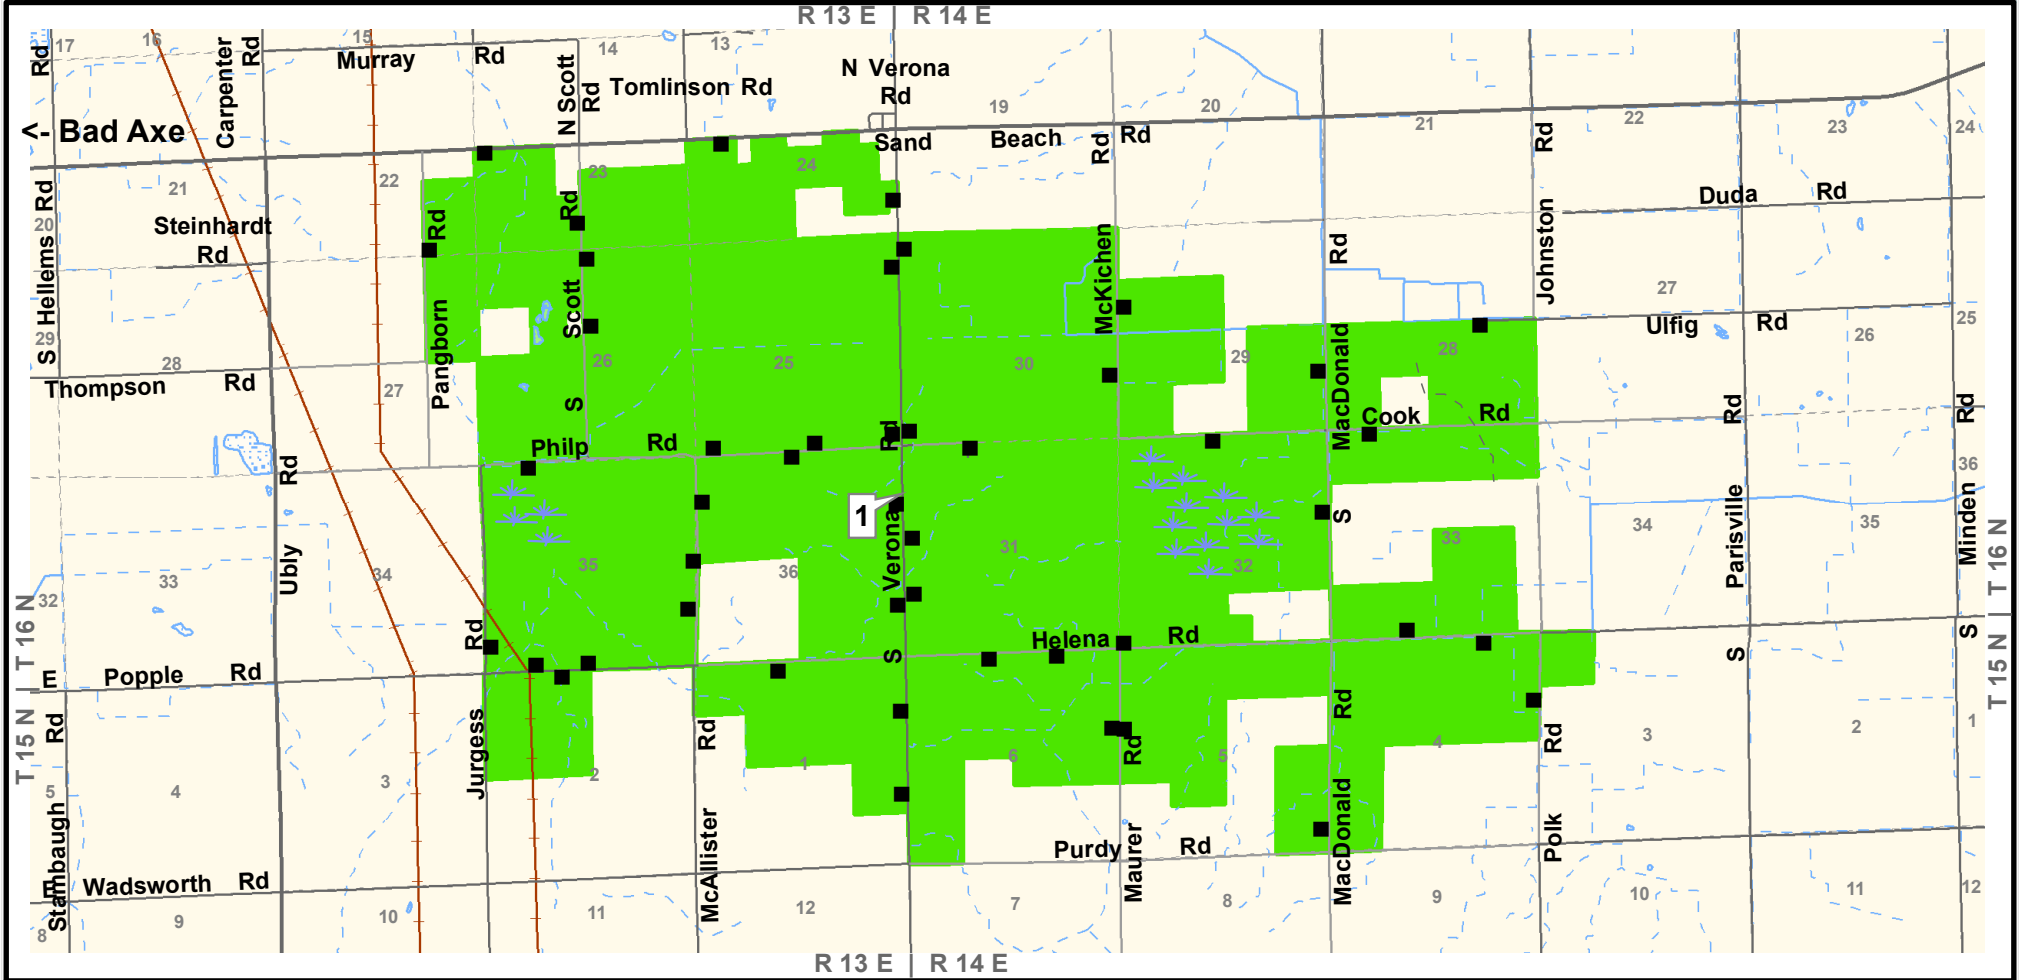 R 13 E R 14 E
17
16
15
14
13
Rd
Carpenter
Rd
Murray Rd
N Scott
Rd
Tomlinson Rd
N Verona
Rd
19
20
21
22
23
24
<- Bad Axe
Sand Beach Rd
Rd
Rd
21
22
23
24
20
S Hellems Rd
Steinhardt
Rd
Rd
Rd
Duda Rd
Pangborn
Scott
S
McKichen
Rd
Johnston
27
29
28
27
26
25
30
29
28
26
25
Thompson Rd
MacDonald
S
Ulfig Rd
Cook Rd
Rd
Rd
Philp Rd
Rd
Ubly
Rd
1
Verona
S
36
Parisville
S
Minden
S
32
33
34
35
36
31
32
33
34
35
T 15 N T 16 N
T 15 N T 16 N
Rd
Jurgess
Helena Rd
E Popple Rd
Rd
Stambaugh
5
4
3
2
1
6
5
4
3
2
1
Rd
McAllister
Rd
Maurer
Rd
MacDonald
Rd
Polk
Purdy Rd
E Wadsworth Rd
8
9
10
11
12
7
8
9
10
11
12
R 13 E R 14 E